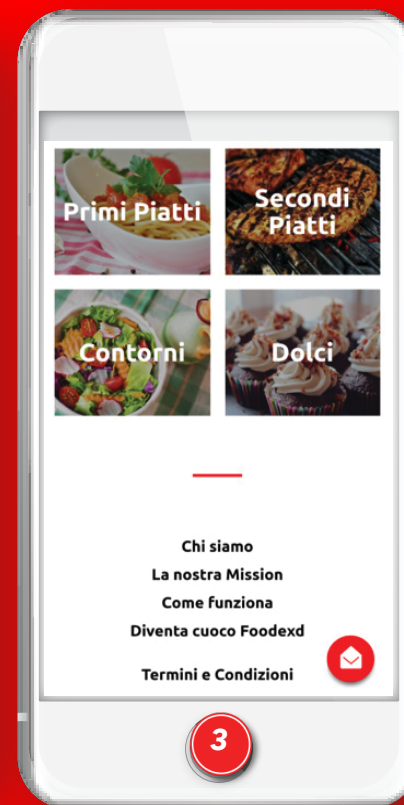 Primi Piatti
Secondi
Piatti
Contorni
Dolci
Chi siamo
La nostra Mission
Come funziona
Diventa cuoco Foodexd
Termini e Condizioni
3